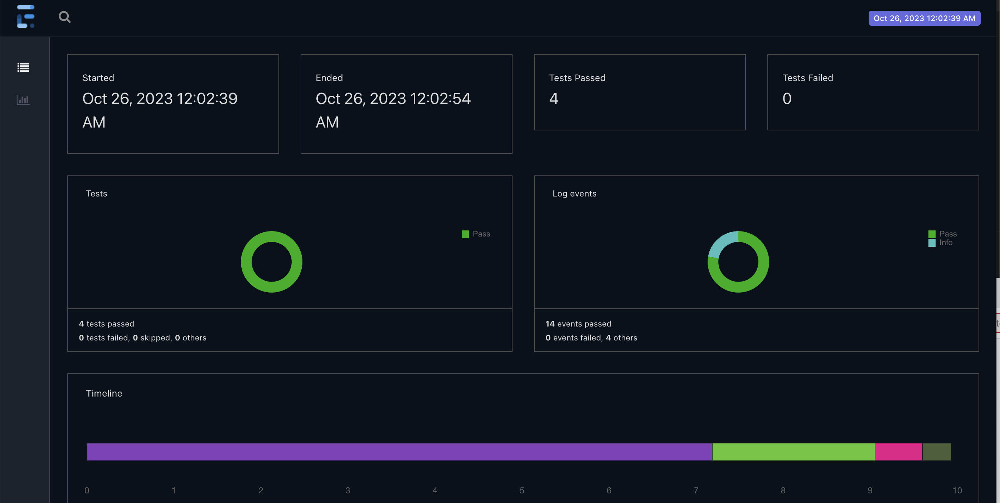 Oct 26, 2023 12:02:39 AM
Started
Oct 26, 2023 12:02:39
AM
Ended
Oct 26, 2023 12:02:54
AM
Tests Passed
4
Tests Failed
0
Tests
Pass
4 tests passed
0 tests failed, 0 skipped, 0 others
Log events
Pass
Info
14 events passed
0 events failed, 4 others
Timeline
0 1 2 3 4 5 6 7 8 9 10